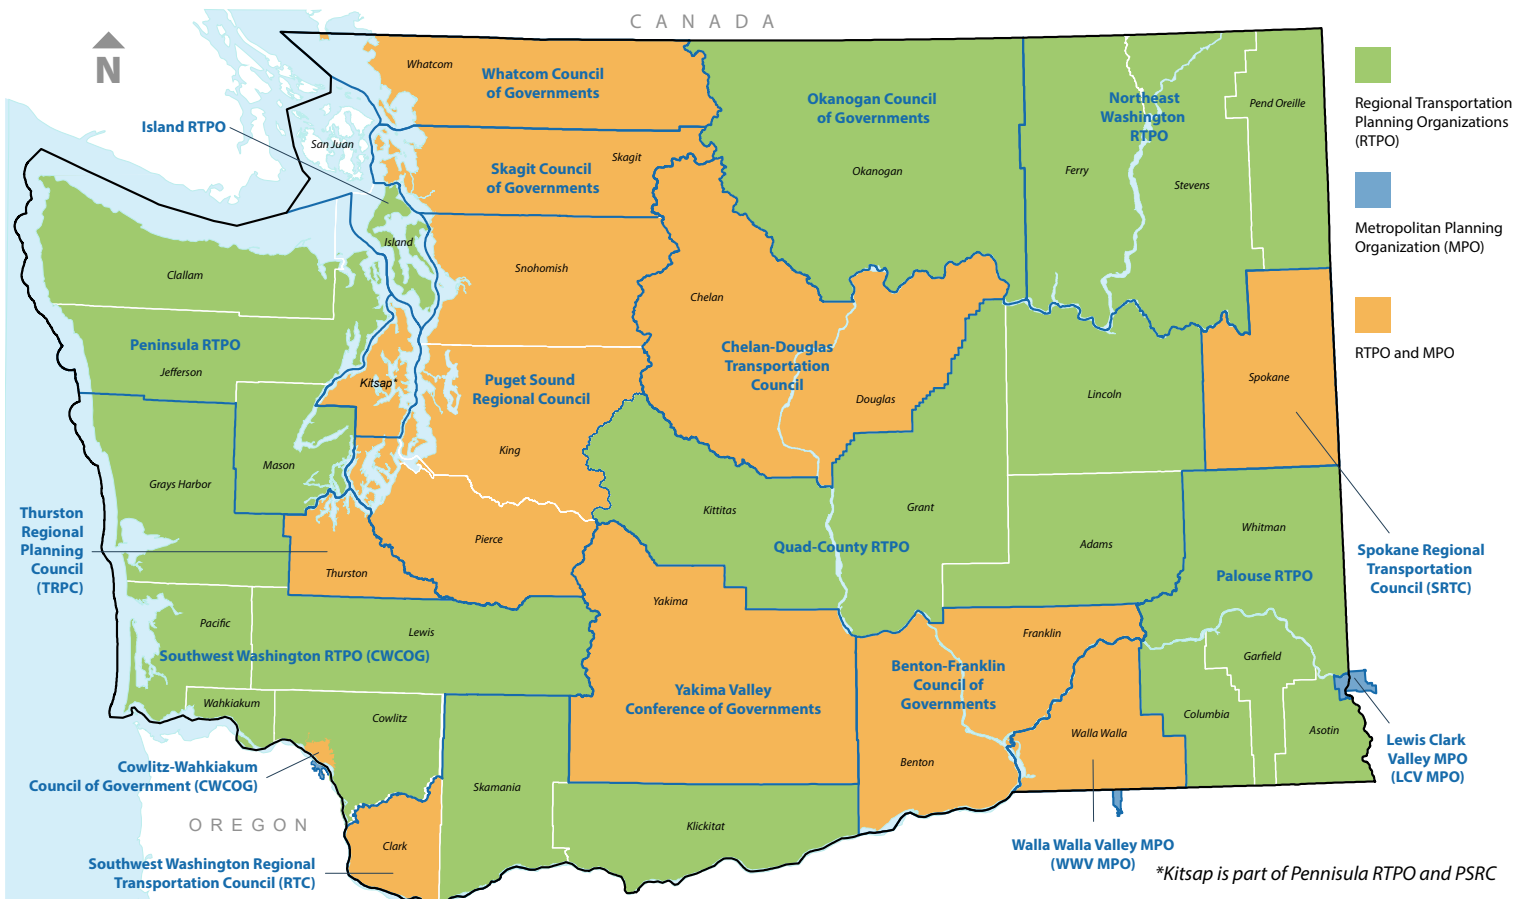 CANADA
N
Whatcom
Whatcom Council
of Governments
Okanogan Council
of Governments
Northeast
Washington
RTPO
Pend Oreille
Regional Transportation
Planning Organizations
(RTPO)
Island RTPO
San Juan
Skagit
Skagit Council
of Governments
Okanogan
Ferry
Stevens
Metropolitan Planning
Organization (MPO)
Island
Clallam
Snohomish
Chelan
RTPO and MPO
Peninsula RTPO
Jefferson
Kitsap*
Puget Sound
Regional Council
Chelan-Douglas
Transportation
Council
Douglas
Lincoln
Spokane
King
Mason
Grays Harbor
Thurston
Regional
Planning
Council
(TRPC)
Kittitas
Grant
Quad-County RTPO
Adams
Whitman
Palouse RTPO
Spokane Regional
Transportation
Council (SRTC)
Pierce
Thurston
Yakima
Pacific
Lewis
Southwest Washington RTPO (CWCOG)
Franklin
Benton-Franklin
Council of
Governments
Garfield
Yakima Valley
Conference of Governments
Wahkiakum
Cowlitz
Walla Walla
Columbia
Asotin
Lewis Clark
Valley MPO
(LCV MPO)
Cowlitz-Wahkiakum
Council of Government (CWCOG)
Skamania
Benton
OREGON
Klickitat
Clark
Southwest Washington Regional
Transportation Council (RTC)
Walla Walla Valley MPO
(WWV MPO)
*Kitsap is part of Pennisula RTPO and PSRC